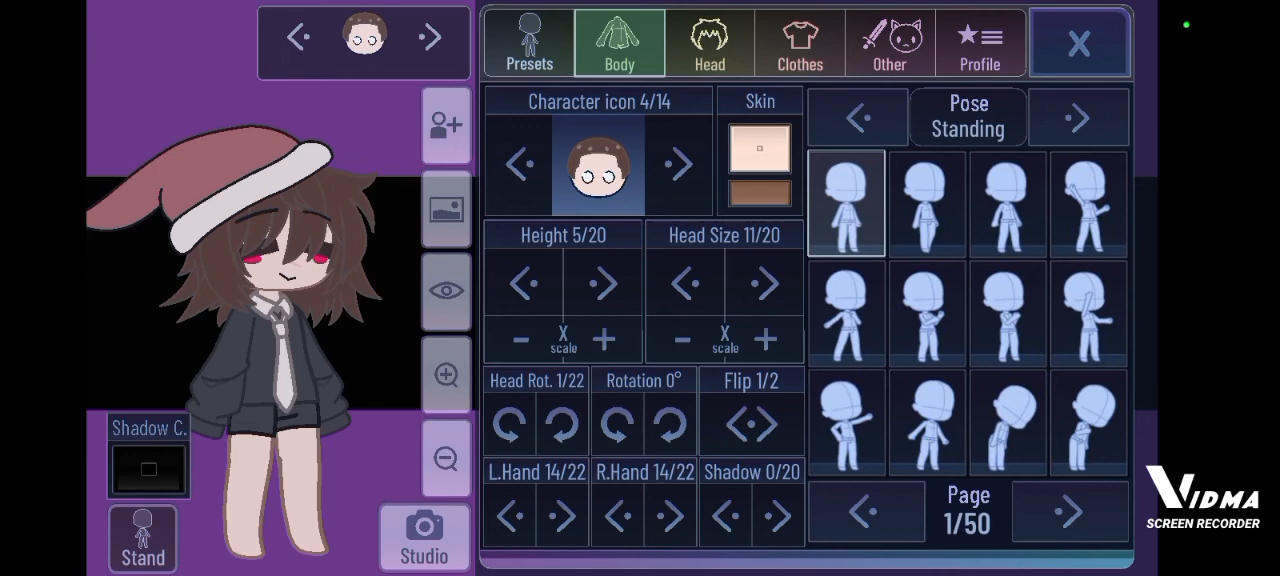 Presets
Body
Head
Clothes
Other
Profile
X
Character icon 4/14
Skin
Pose
Standing
Height 5/20
Head Size 11/20
X
scale
X
scale
Head Rot. 1/22
Rotation 0°
Flip 1/2
Shadow C.
L.Hand 14/22
R.Hand 14/22
Shadow 0/20
Page
1/50
Stand
Studio
VIDMA
SCREEN RECORDER